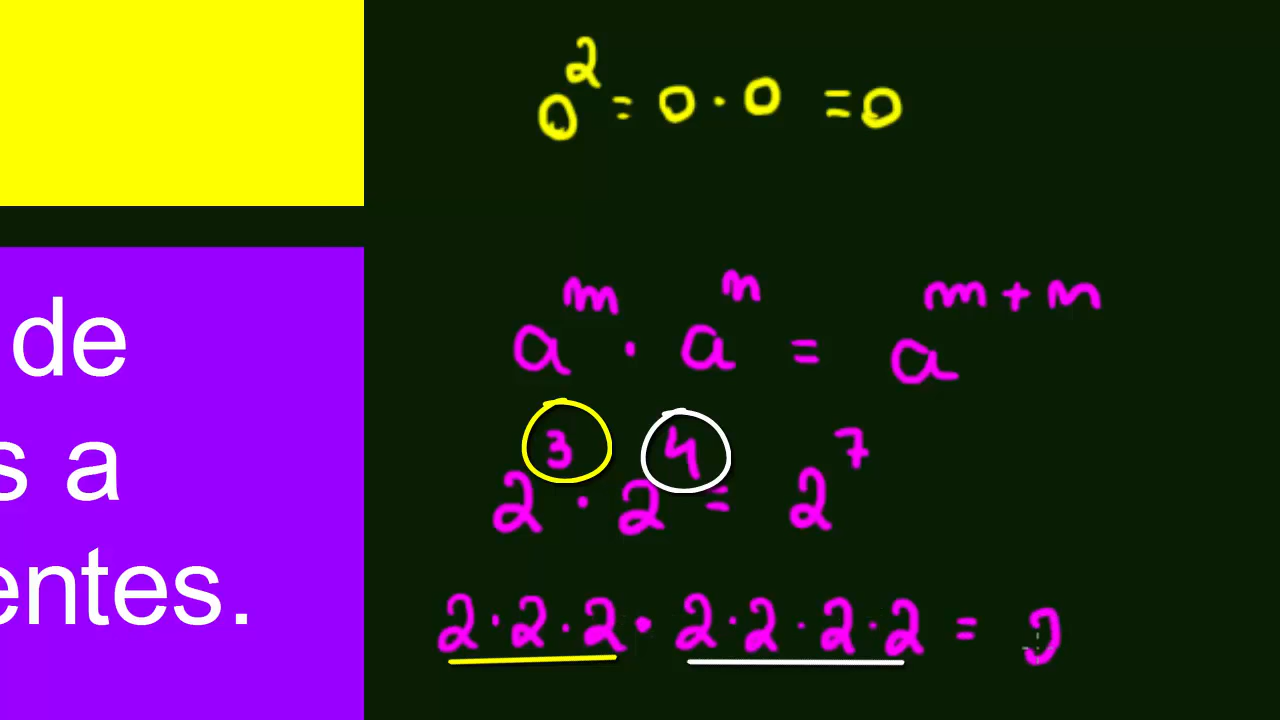 0² = 0 · 0 = 0
de
s a
entes.
aᵐ · aⁿ = aᵐ⁺ⁿ
2³ · 2⁴ = 2⁷
2 · 2 · 2 · 2 · 2 · 2 · 2 =